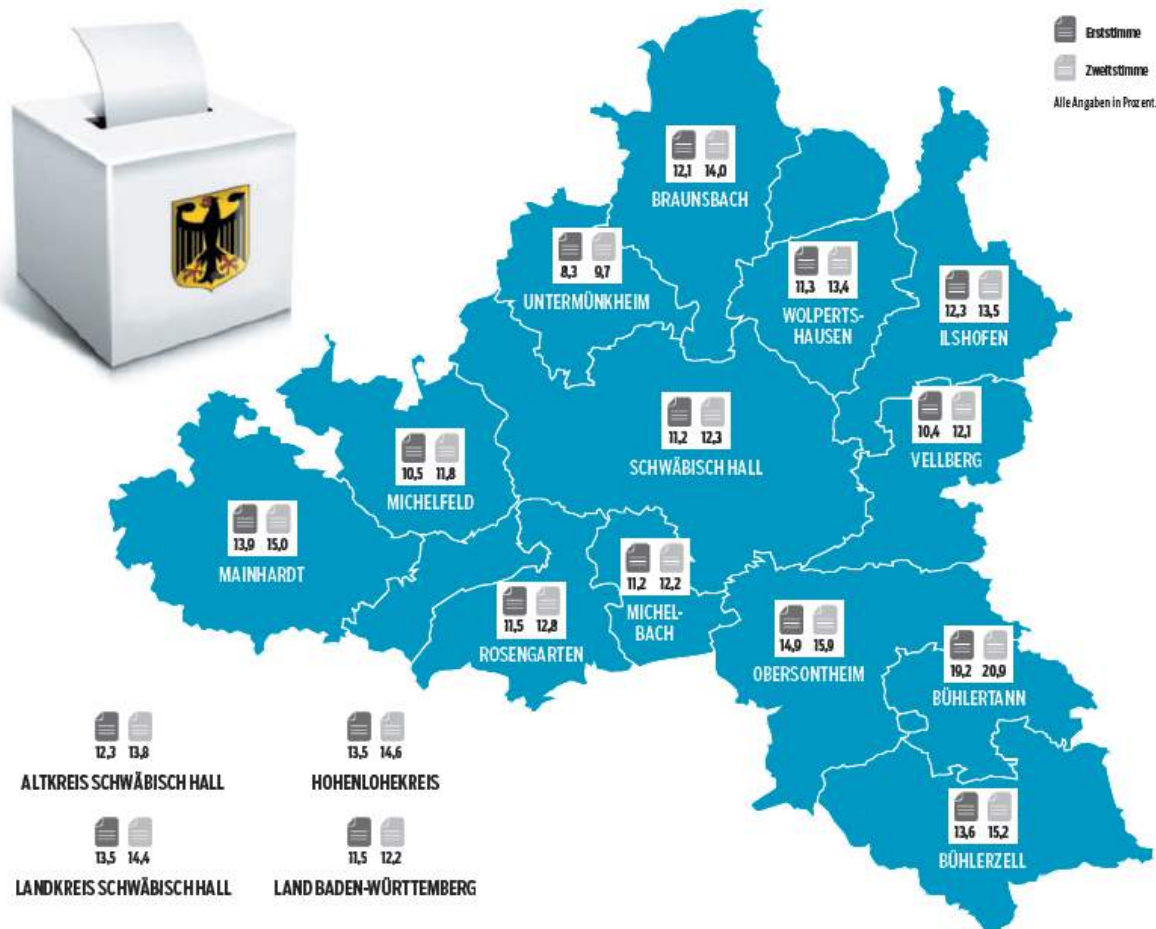 Erststimme
Zweitstimme
Alle Angaben in Prozent.
12,1 14,0
BRAUNSBACH
8,3 9,7
UNTERMÜNKHEIM
11,3 13,4
WOLPERTS-
HAUSEN
12,3 13,5
ILSHOFEN
11,2 12,3
SCHWÄBISCH HALL
10,4 12,1
VELLBERG
10,5 11,8
MICHELFELD
13,9 15,0
MAINHARDT
11,2 12,2
MICHEL-
BACH
11,5 12,8
ROSENGARTEN
14,9 15,9
OBERSONTHEIM
19,2 20,9
BÜHLERTANN
13,6 15,2
BÜHLERZELL
12,3 13,8
ALTKREIS SCHWÄBISCH HALL
13,5 14,6
HOHENLOHEKREIS
13,5 14,4
LANDKREIS SCHWÄBISCH HALL
11,5 12,2
LAND BADEN-WÜRTTEMBERG